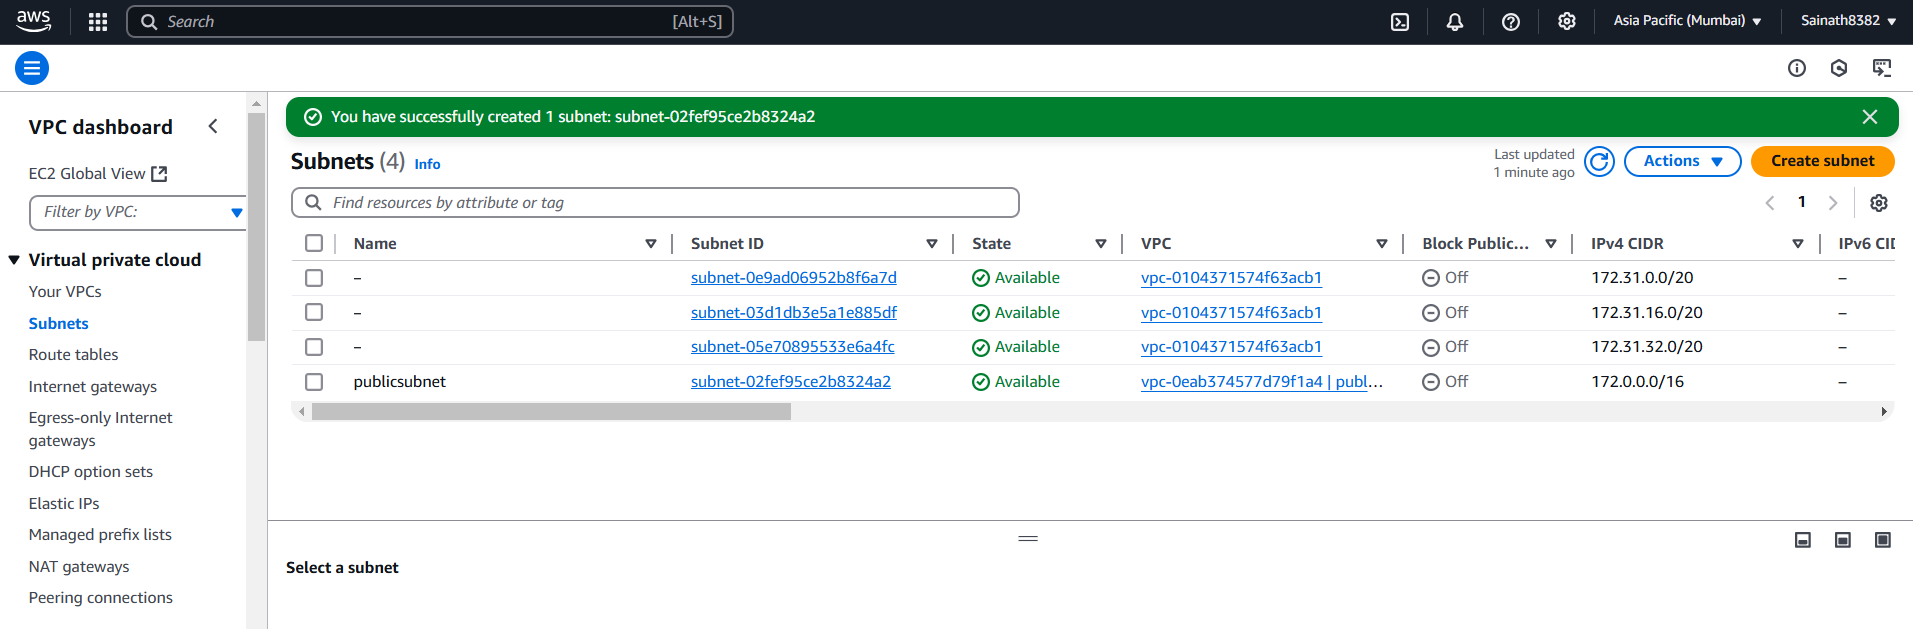 aws
Search [Alt+S]
Asia Pacific (Mumbai)
Sainath8382
VPC dashboard
EC2 Global View
Filter by VPC:
Virtual private cloud
Your VPCs
Subnets
Route tables
Internet gateways
Egress-only Internet
gateways
DHCP option sets
Elastic IPs
Managed prefix lists
NAT gateways
Peering connections
You have successfully created 1 subnet: subnet-02fef95ce2b8324a2
Subnets (4) Info
Last updated
1 minute ago
Actions
Create subnet
Find resources by attribute or tag
1
Name Subnet ID State VPC Block Public... IPv4 CIDR IPv6 CID
– subnet-0e9ad06952b8f6a7d Available vpc-0104371574f63acb1 Off 172.31.0.0/20 –
– subnet-03d1db3e5a1e885df Available vpc-0104371574f63acb1 Off 172.31.16.0/20 –
– subnet-05e70895533e6a4fc Available vpc-0104371574f63acb1 Off 172.31.32.0/20 –
publicsubnet subnet-02fef95ce2b8324a2 Available vpc-0eab374577d79f1a4 | publ... Off 172.0.0.0/16 –
Select a subnet